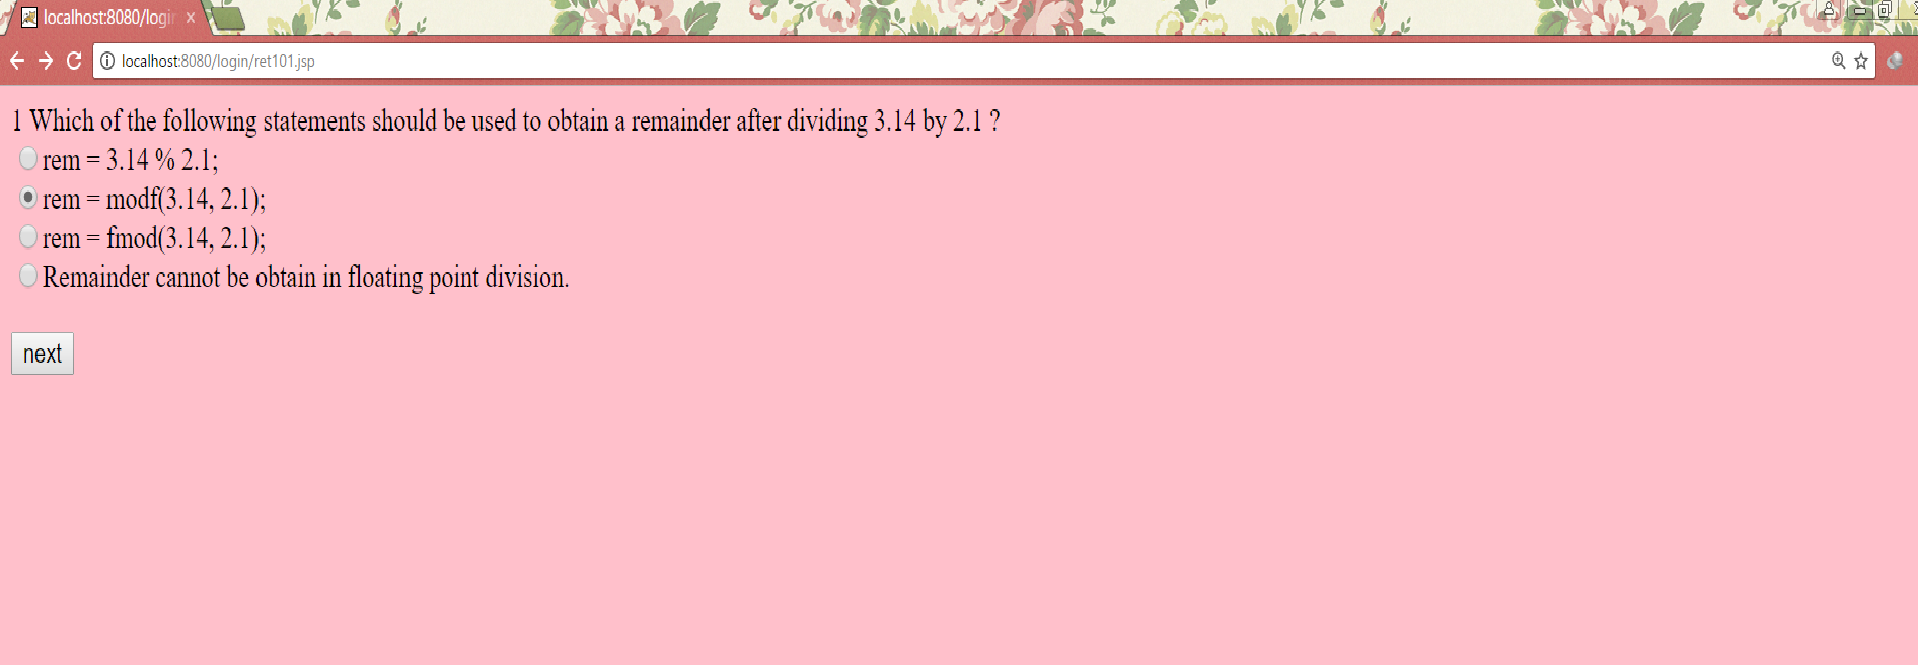 localhost:8080/login
localhost:8080/login/ret101.jsp
1 Which of the following statements should be used to obtain a remainder after dividing 3.14 by 2.1 ?
rem = 3.14 % 2.1;
rem = modf(3.14, 2.1);
rem = fmod(3.14, 2.1);
Remainder cannot be obtain in floating point division.
next